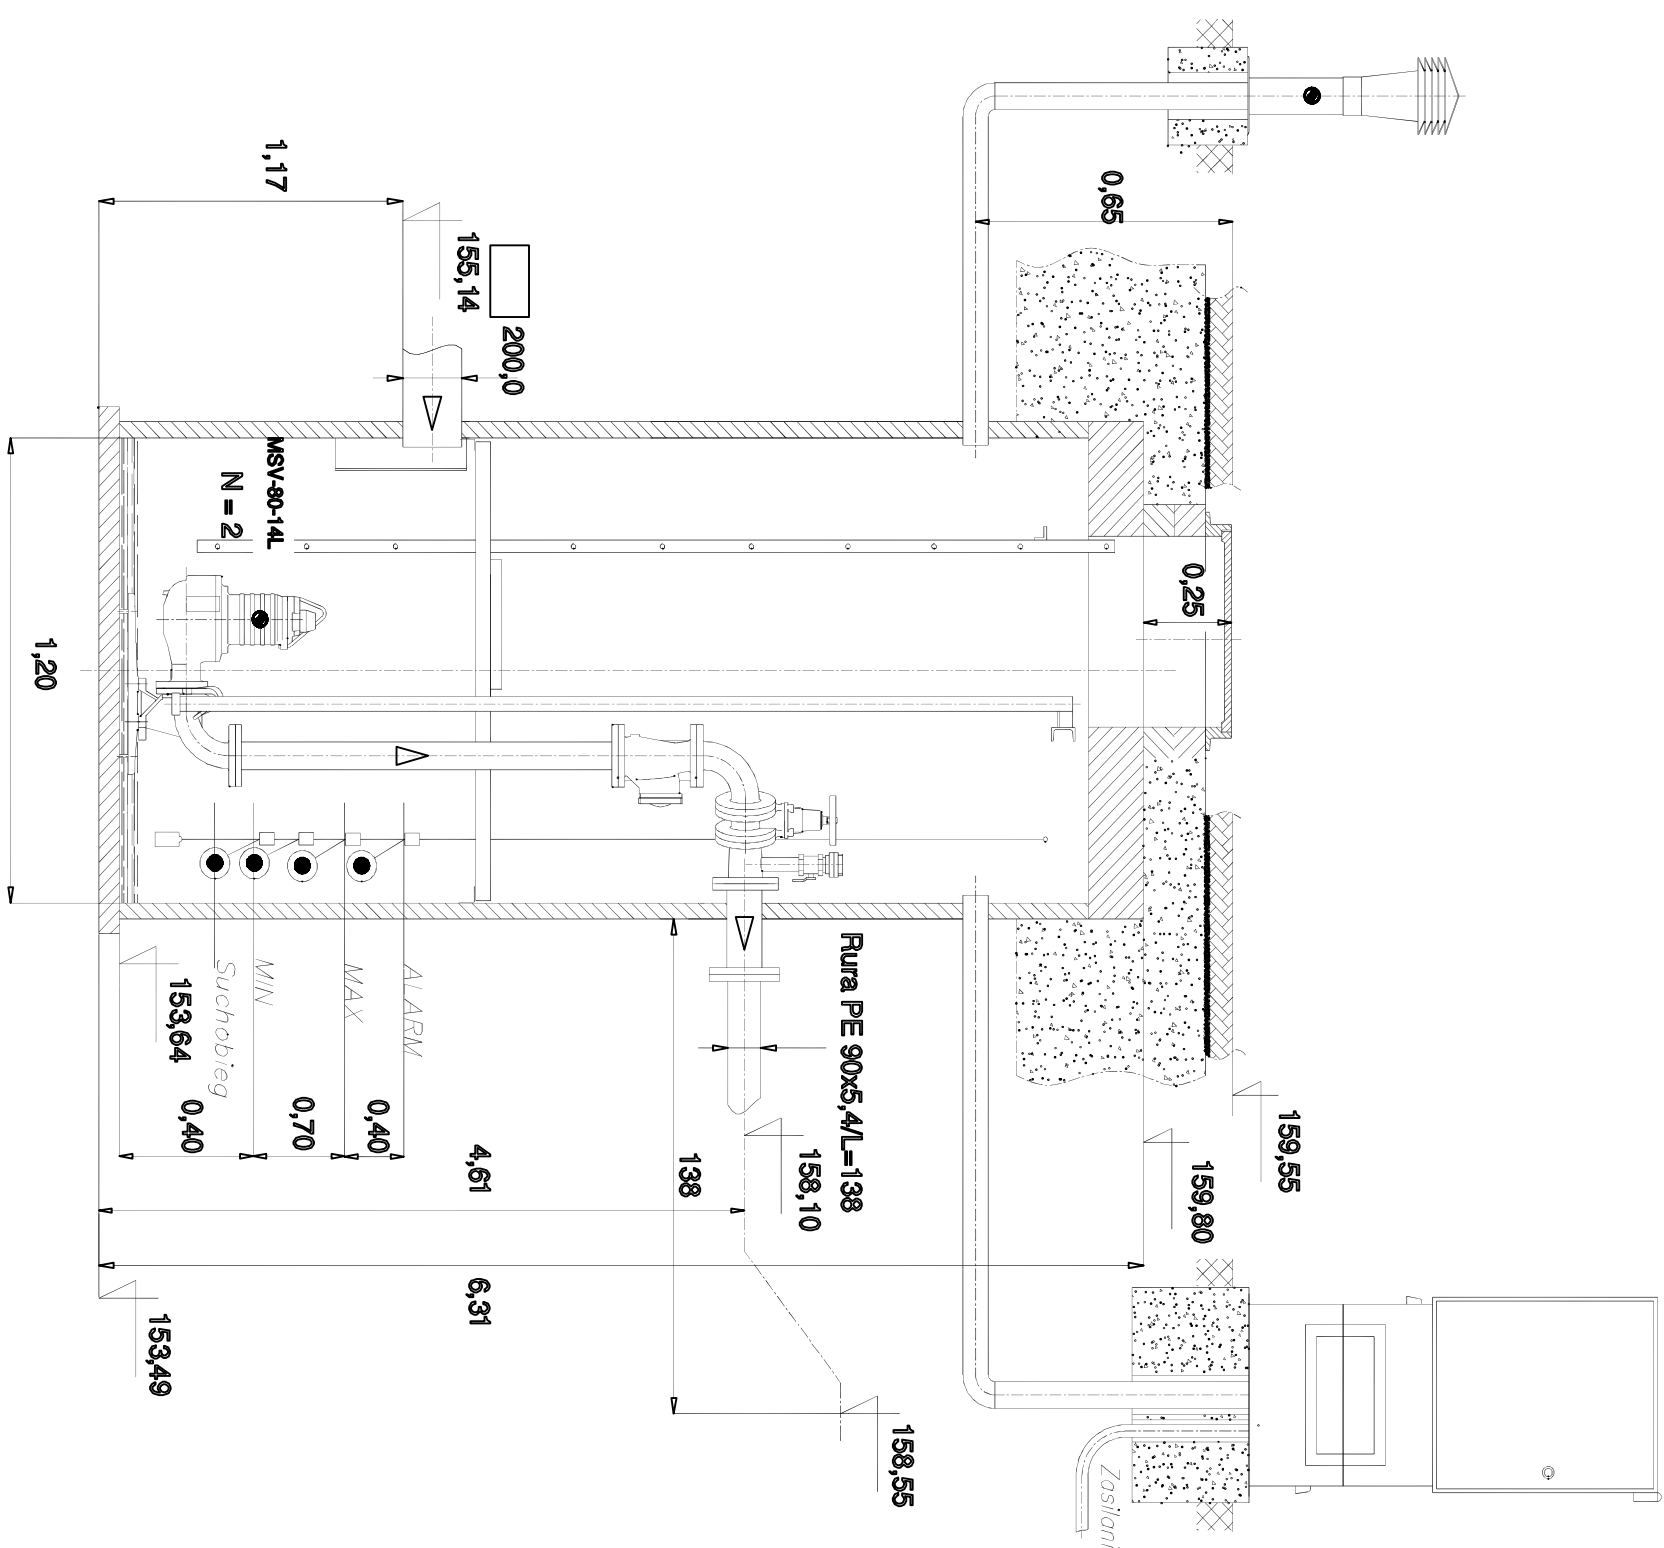 159,55
0,25
159,80
0,65
Zasilani
158,55
Rura PE 90x5,4/L=138
158,10
138
200,0
4,61
6,31
155,14
ALARM
0,40
MAX
0,70
1,17
MSV-80-14L
MIN
N = 2
Suchobieg
0,40
153,64
153,49
1,20